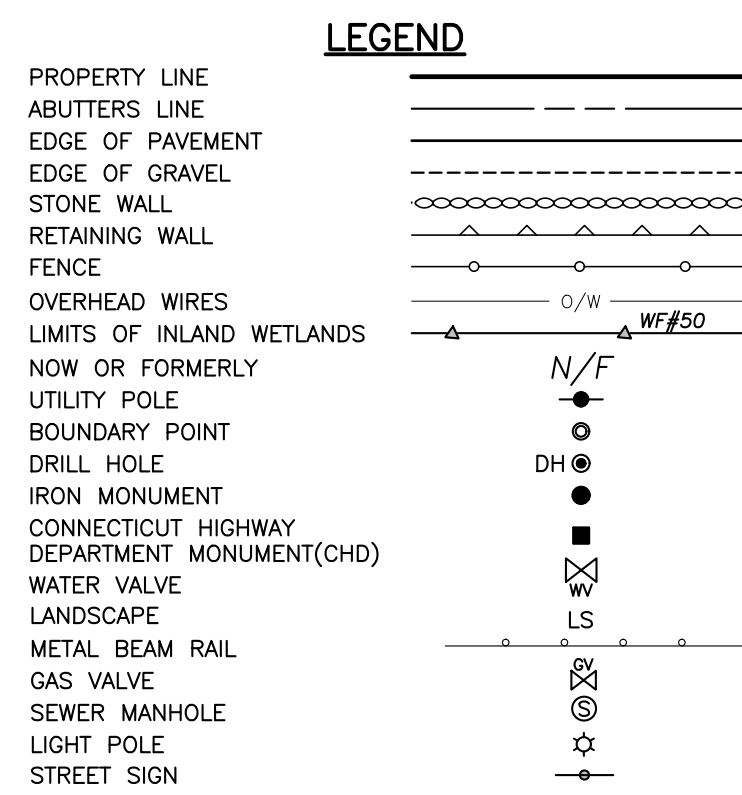 LEGEND
PROPERTY LINE
ABUTTERS LINE
EDGE OF PAVEMENT
EDGE OF GRAVEL
STONE WALL
RETAINING WALL
FENCE
OVERHEAD WIRES O/W
LIMITS OF INLAND WETLANDS WF#50
NOW OR FORMERLY N/F
UTILITY POLE
BOUNDARY POINT
DRILL HOLE DH
IRON MONUMENT
CONNECTICUT HIGHWAY
DEPARTMENT MONUMENT(CHD)
WATER VALVE WV
LANDSCAPE LS
METAL BEAM RAIL
GAS VALVE GV
SEWER MANHOLE S
LIGHT POLE
STREET SIGN